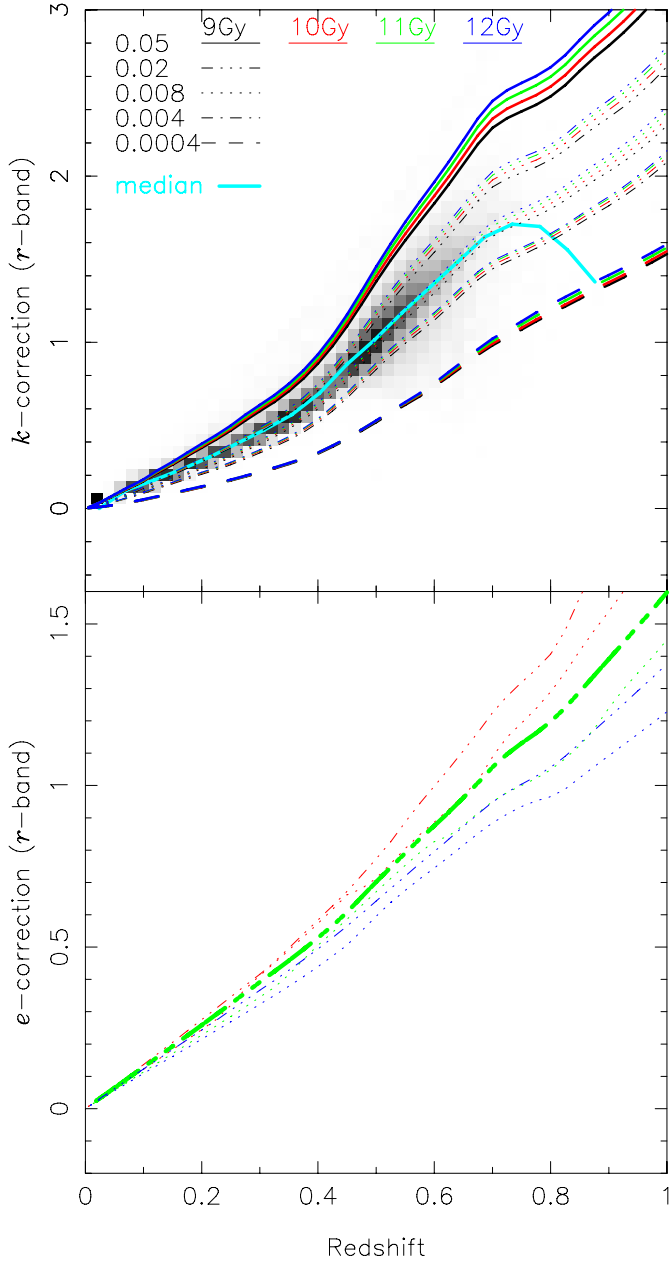 3
9Gy 10Gy 11Gy 12Gy
0.05
0.02
0.008
0.004
0.0004
median
2
1
0
k-correction (r-band)
1.5
1
0.5
0
e-correction (r-band)
0 0.2 0.4 0.6 0.8 1
Redshift